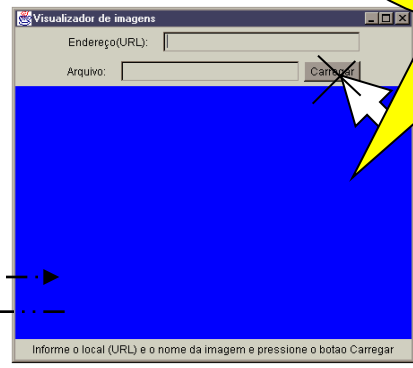 Visualizador de imagens
Endereço(URL):
Arquivo: Carregar
Informe o local (URL) e o nome da imagem e pressione o botao Carregar